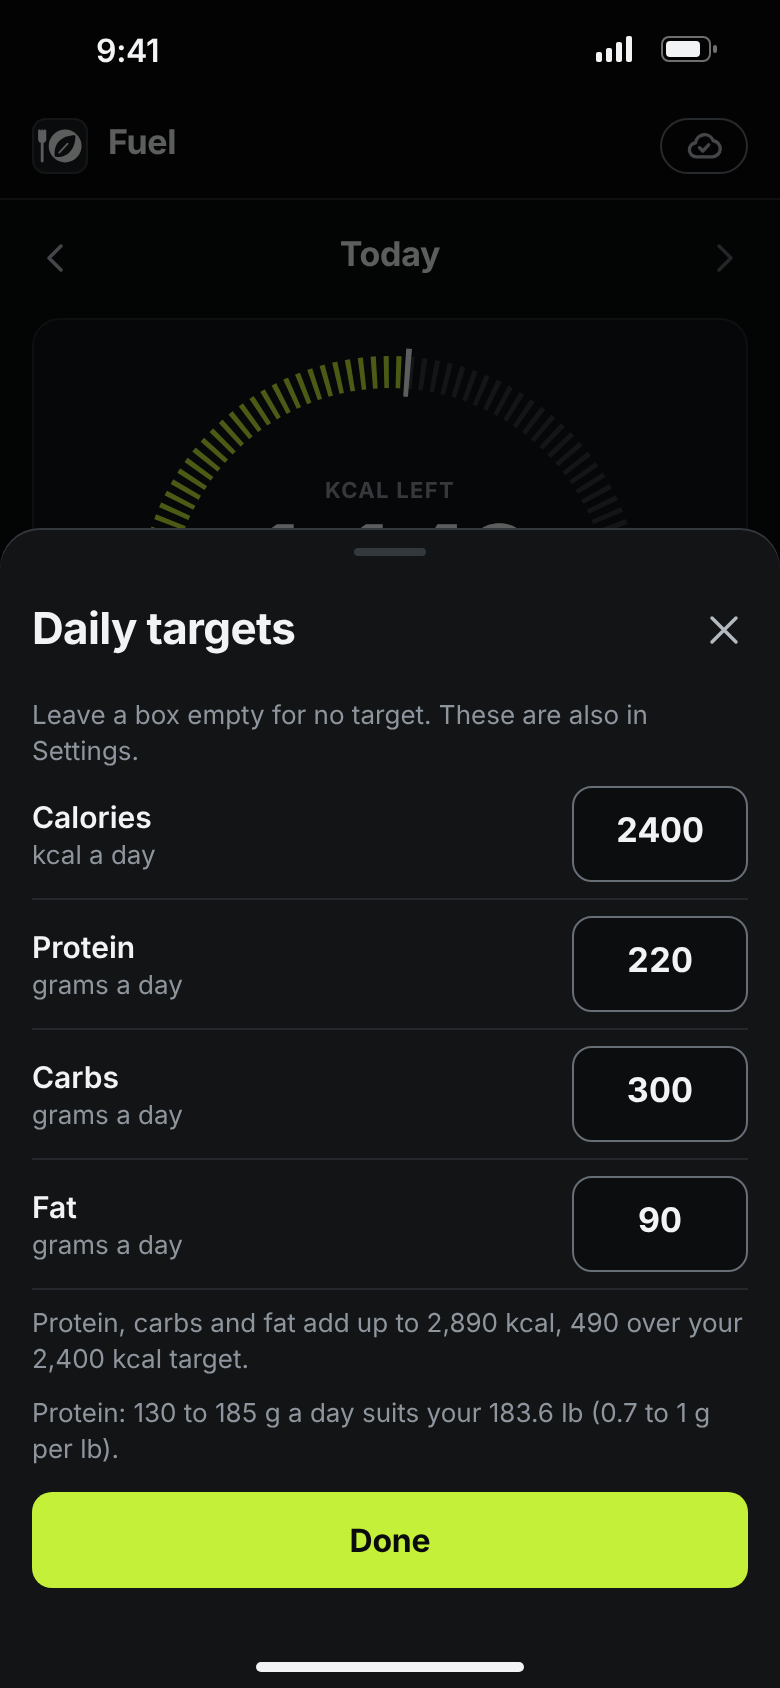 9:41
Fuel
Today
KCAL LEFT
Daily targets
Leave a box empty for no target. These are also in
Settings.
Calories
2400
kcal a day
Protein
220
grams a day
Carbs
300
grams a day
Fat
90
grams a day
Protein, carbs and fat add up to 2,890 kcal, 490 over your
2,400 kcal target.
Protein: 130 to 185 g a day suits your 183.6 lb (0.7 to 1 g
per lb).
Done